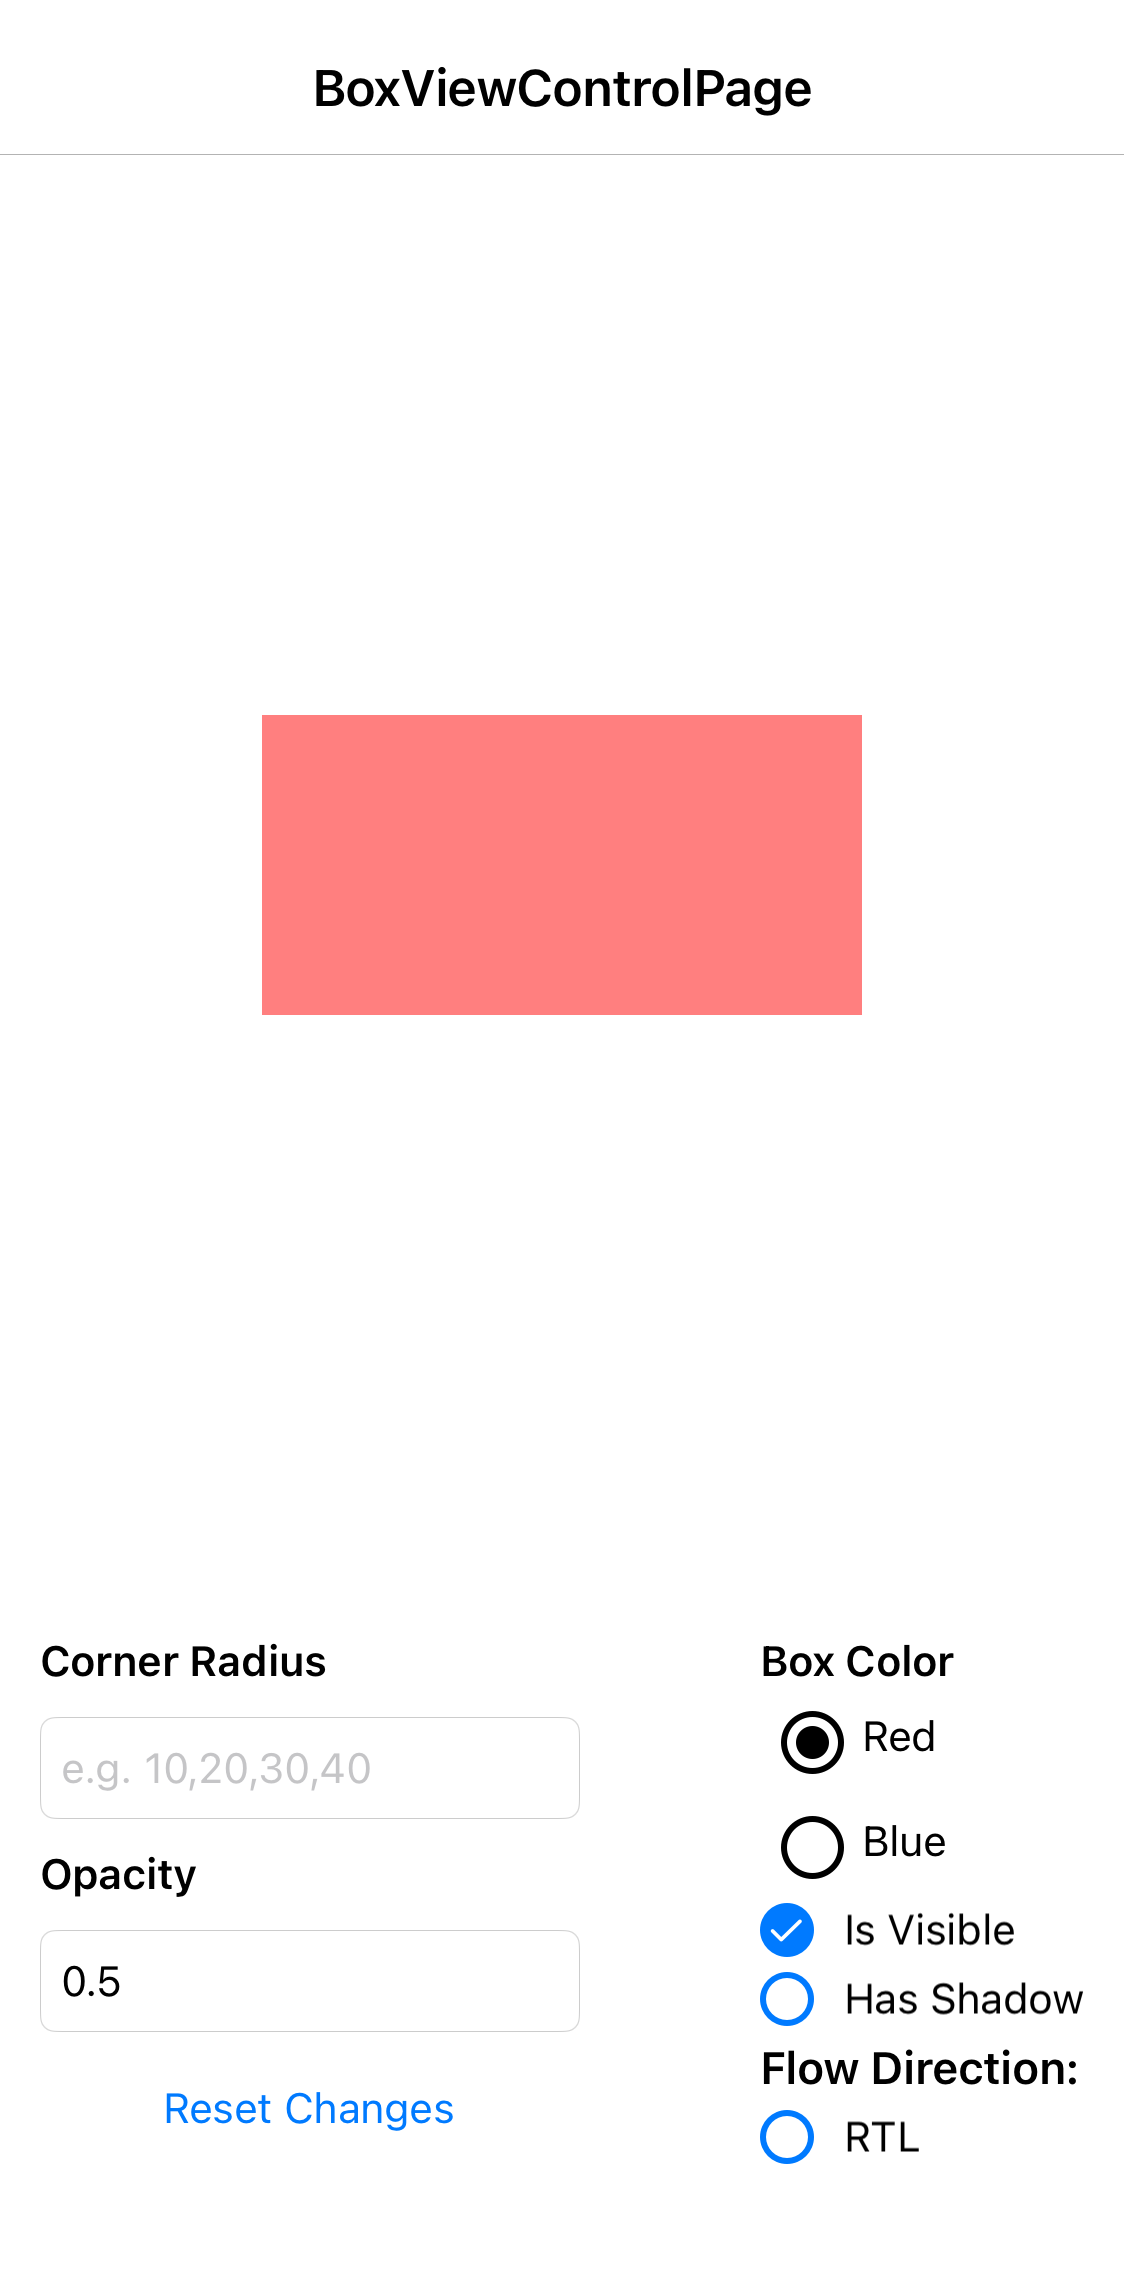 BoxViewControlPage
Corner Radius
e.g. 10,20,30,40
Opacity
0.5
Reset Changes
Box Color
Red
Blue
Is Visible
Has Shadow
Flow Direction:
RTL